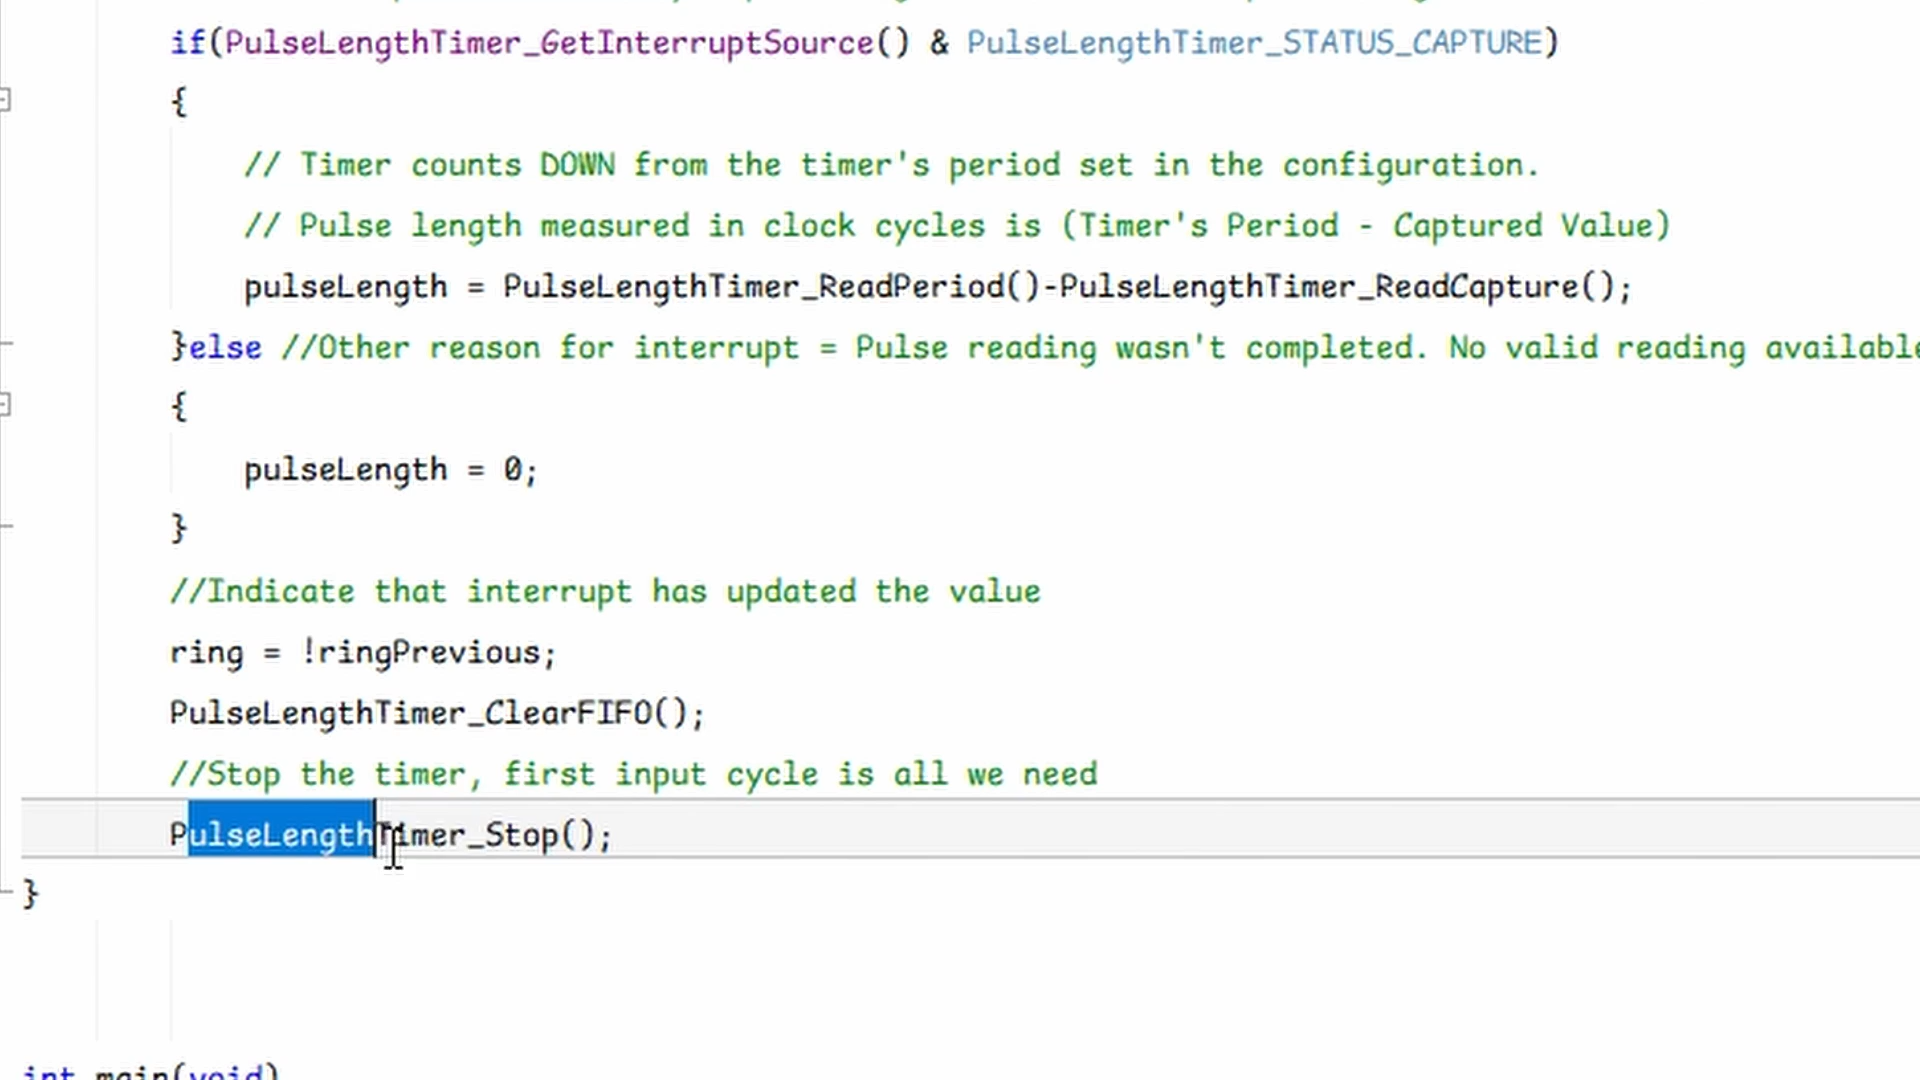 if(PulseLengthTimer_GetInterruptSource() & PulseLengthTimer_STATUS_CAPTURE)
{
// Timer counts DOWN from the timer's period set in the configuration.
// Pulse length measured in clock cycles is (Timer's Period - Captured Value)
pulseLength = PulseLengthTimer_ReadPeriod()-PulseLengthTimer_ReadCapture();
}else //Other reason for interrupt = Pulse reading wasn't completed. No valid reading available
{
pulseLength = 0;
}
//Indicate that interrupt has updated the value
ring = !ringPrevious;
PulseLengthTimer_ClearFIFO();
//Stop the timer, first input cycle is all we need
PulseLengthTimer_Stop();
}
int main(void)